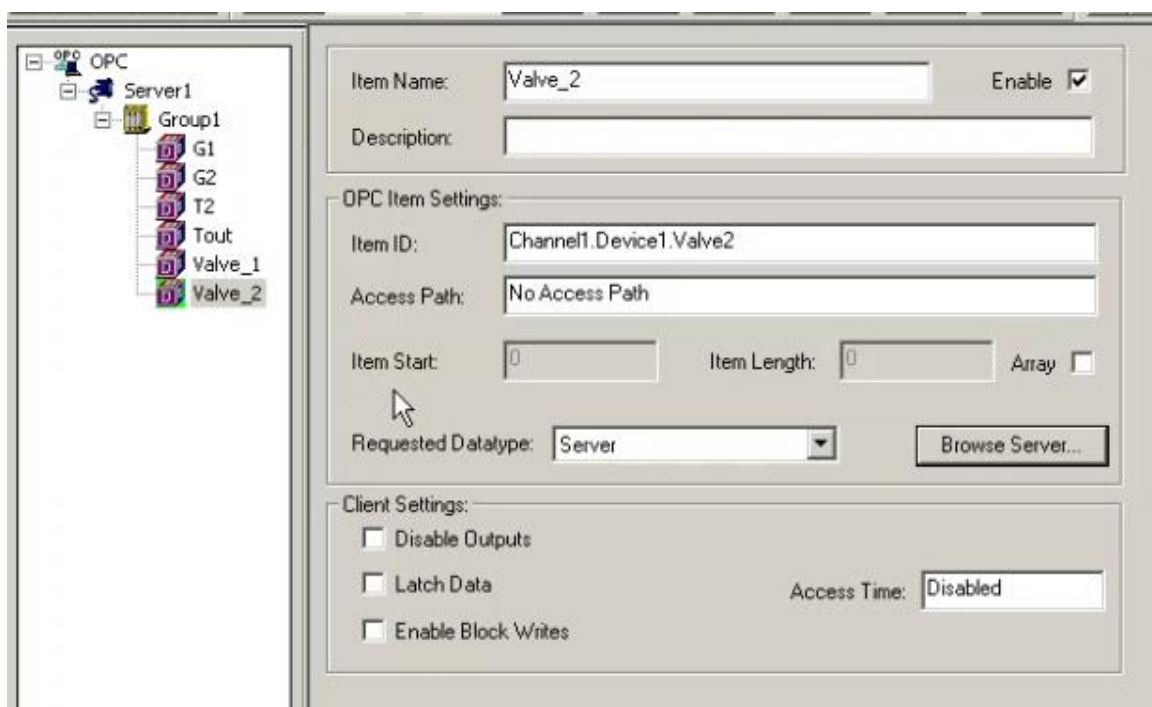 OPC
Server1
Group1
G1
G2
T2
Tout
Valve_1
Valve_2
Item Name: Valve_2 Enable
Description:
OPC Item Settings:
Item ID: Channel1.Device1.Valve2
Access Path: No Access Path
Item Start: 0 Item Length: 0 Array
Requested Datatype: Server Browse Server...
Client Settings:
Disable Outputs
Latch Data Access Time: Disabled
Enable Block Writes